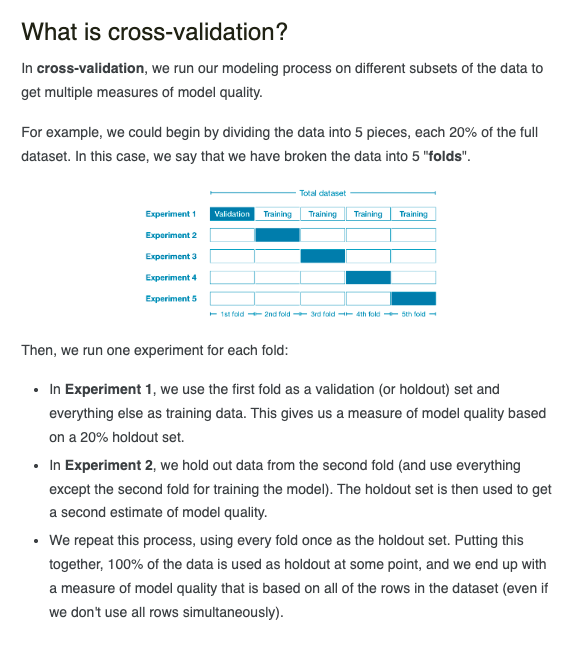 What is cross-validation?
In cross-validation, we run our modeling process on different subsets of the data to
get multiple measures of model quality.
For example, we could begin by dividing the data into 5 pieces, each 20% of the full
dataset. In this case, we say that we have broken the data into 5 "folds".
Total dataset
Experiment 1 Validation Training Training Training Training
Experiment 2
Experiment 3
Experiment 4
Experiment 5
1st fold 2nd fold 3rd fold 4th fold 5th fold
Then, we run one experiment for each fold:
• In Experiment 1, we use the first fold as a validation (or holdout) set and
everything else as training data. This gives us a measure of model quality based
on a 20% holdout set.
• In Experiment 2, we hold out data from the second fold (and use everything
except the second fold for training the model). The holdout set is then used to get
a second estimate of model quality.
• We repeat this process, using every fold once as the holdout set. Putting this
together, 100% of the data is used as holdout at some point, and we end up with
a measure of model quality that is based on all of the rows in the dataset (even if
we don't use all rows simultaneously).